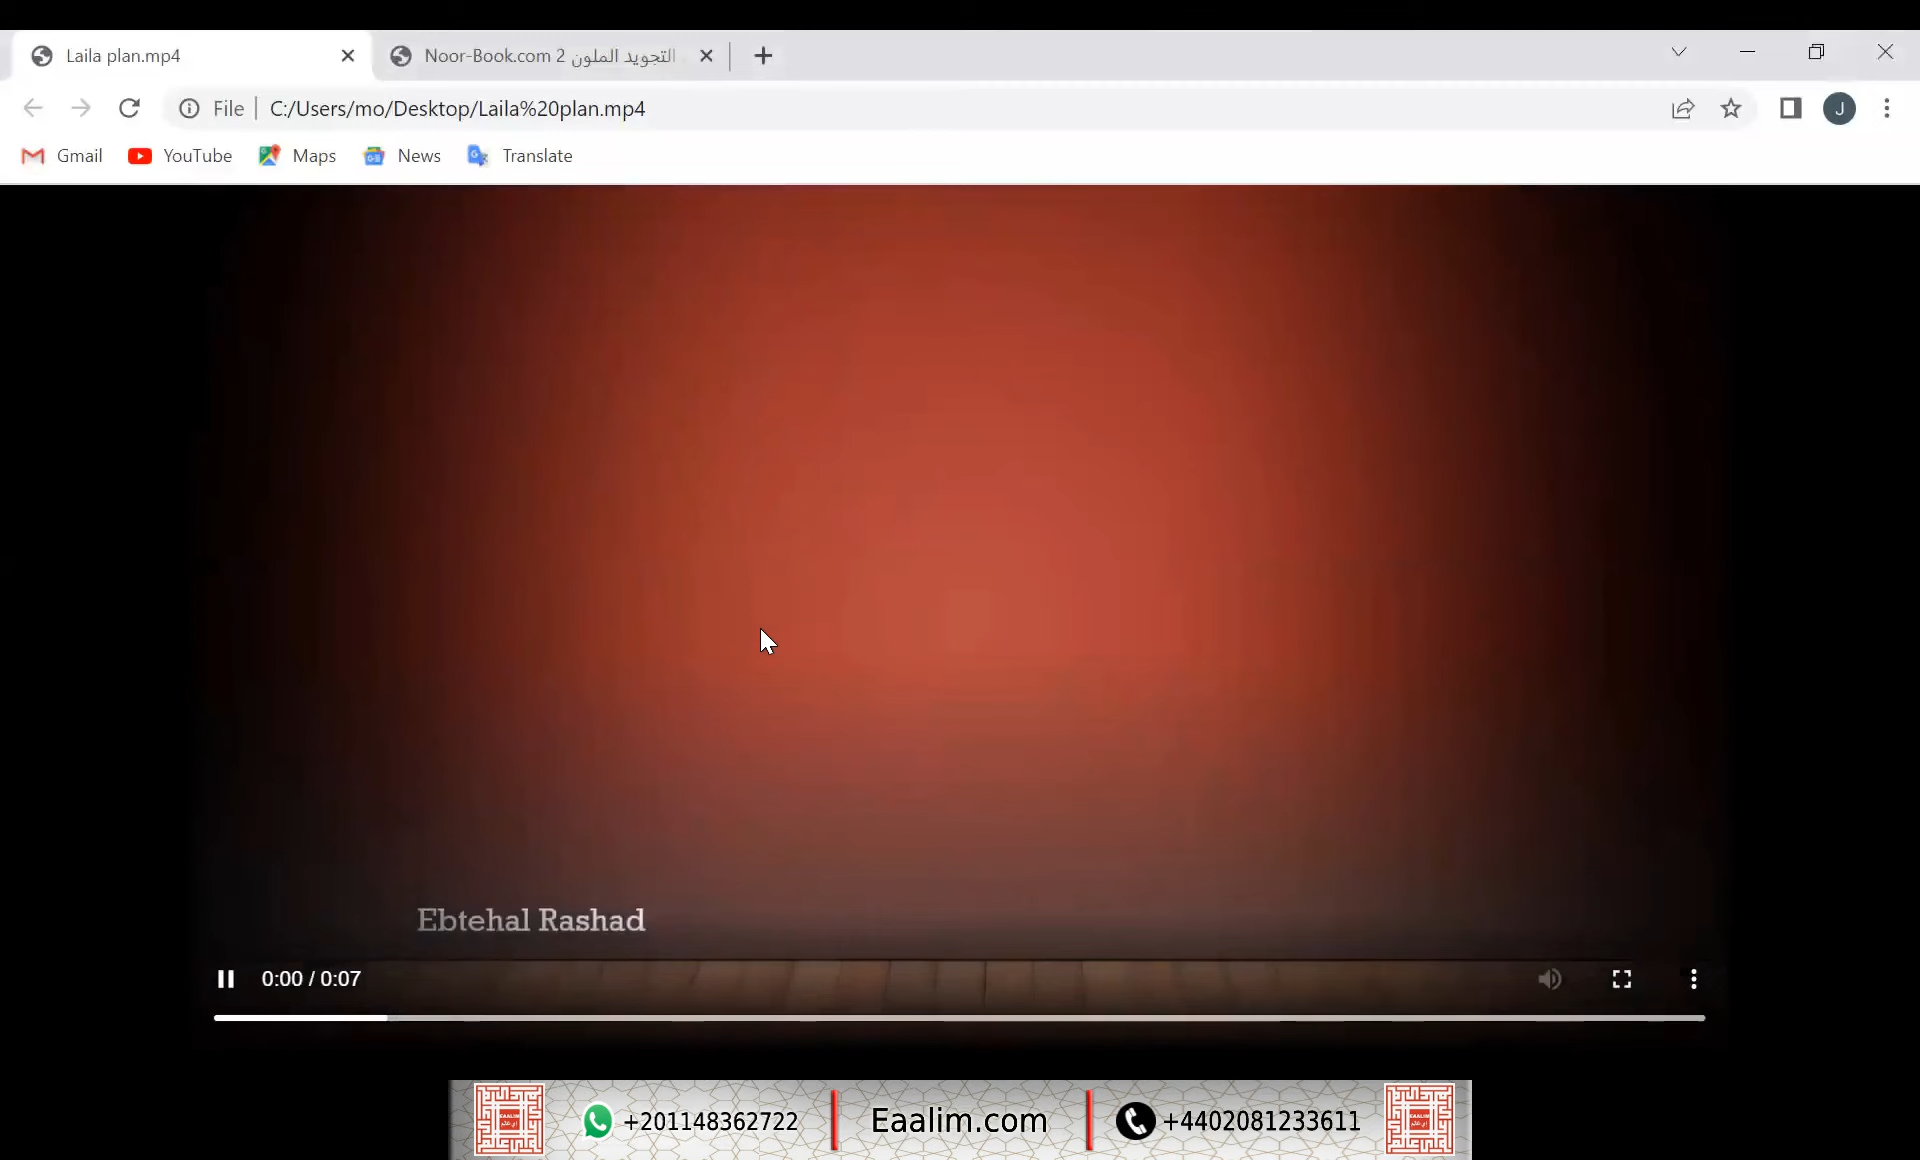 Laila plan.mp4
Noor-Book.com 2 التجويد الملون
File
C:/Users/mo/Desktop/Laila%20plan.mp4
J
Gmail
YouTube
Maps
News
Translate
Ebtehal Rashad
0:00 / 0:07
+201148362722
Eaalim.com
+4402081233611